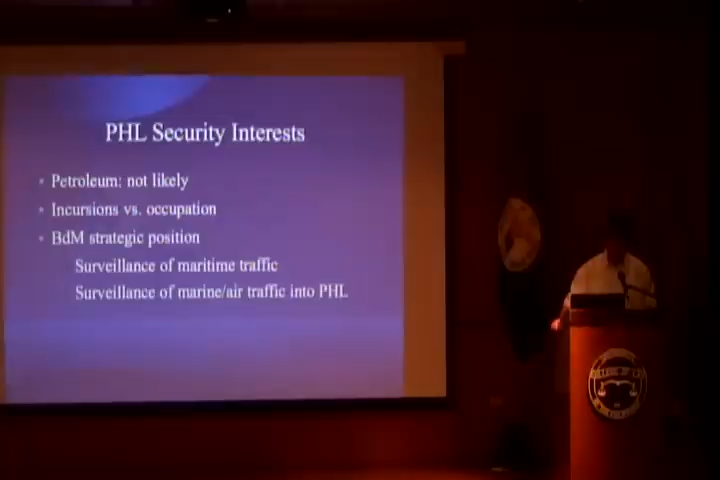 PHL Security Interests
• Petroleum: not likely
• Incursions vs. occupation
• BdM strategic position
Surveillance of maritime traffic
Surveillance of marine/air traffic into PHL